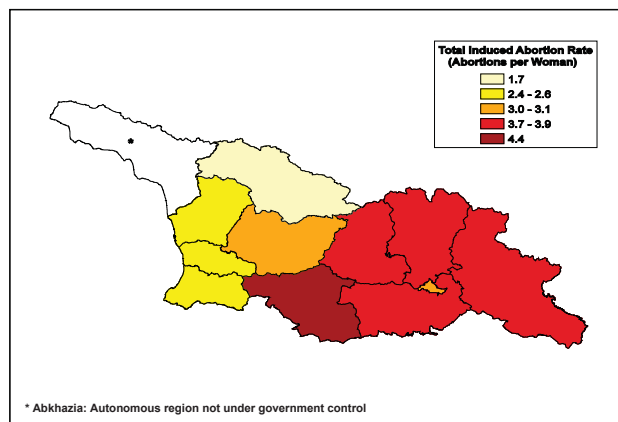 Total Induced Abortion Rate
(Abortions per Woman)
1.7
2.4 - 2.6
3.0 - 3.1
3.7 - 3.9
4.4
*
* Abkhazia: Autonomous region not under government control